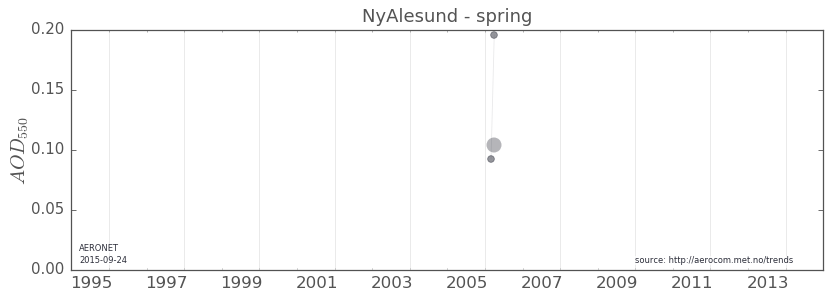 NyAlesund - spring
0.20
0.15
0.10
0.05
0.00
AOD550
AERONET
2015-09-24
source: http://aerocom.met.no/trends
1995 1997 1999 2001 2003 2005 2007 2009 2011 2013